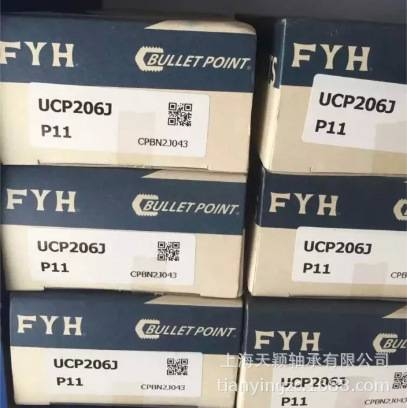 FYH
BULLET POINT
UCP206J
P11
CPBN2J043
FYH
UCP206J
P11
FYH
BULLET POINT
UCP206J
P11
CPBN2J043
FYH
UCP206J
P11
FYH
BULLET POINT
UCP206J
P11
CPBN2J043
FYH
UCP206J
P11
上海天颖轴承有限公司